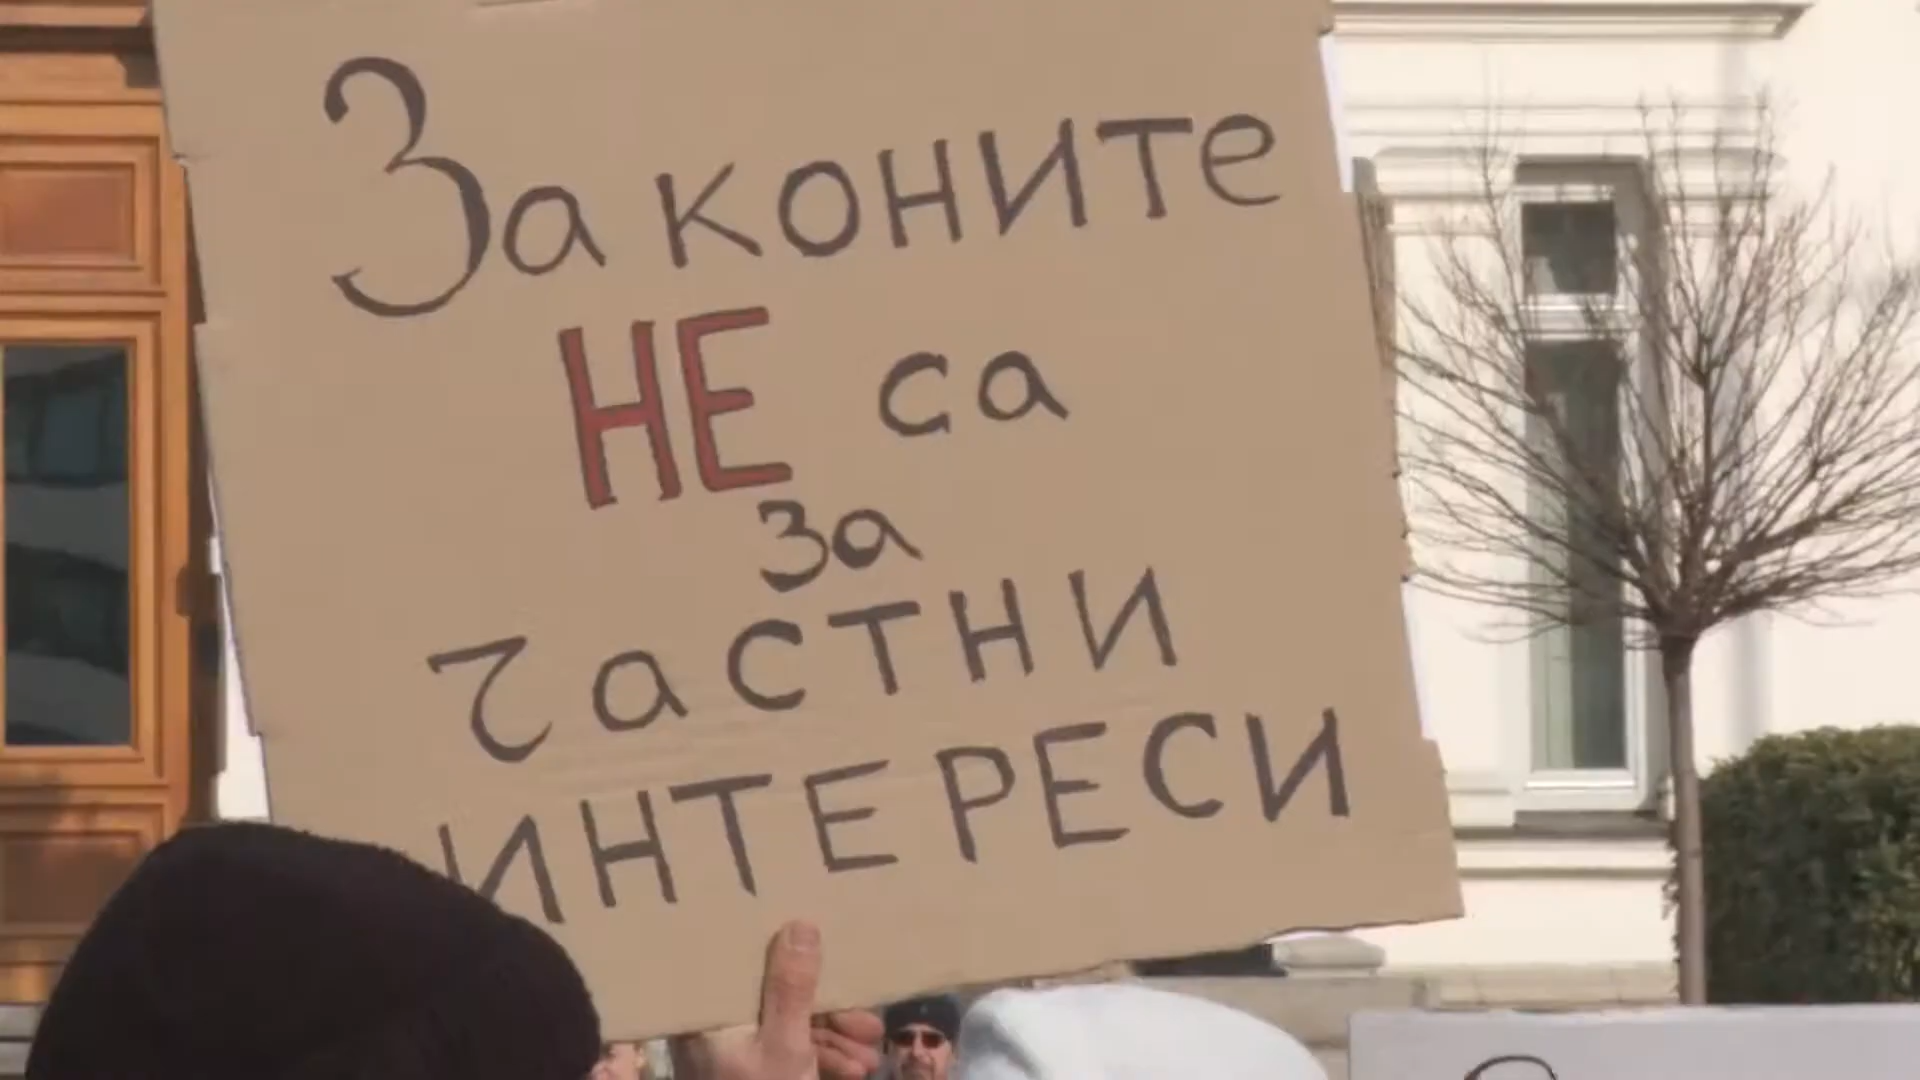 Законите
НЕ са
за
частни
ИНТЕРЕСИ